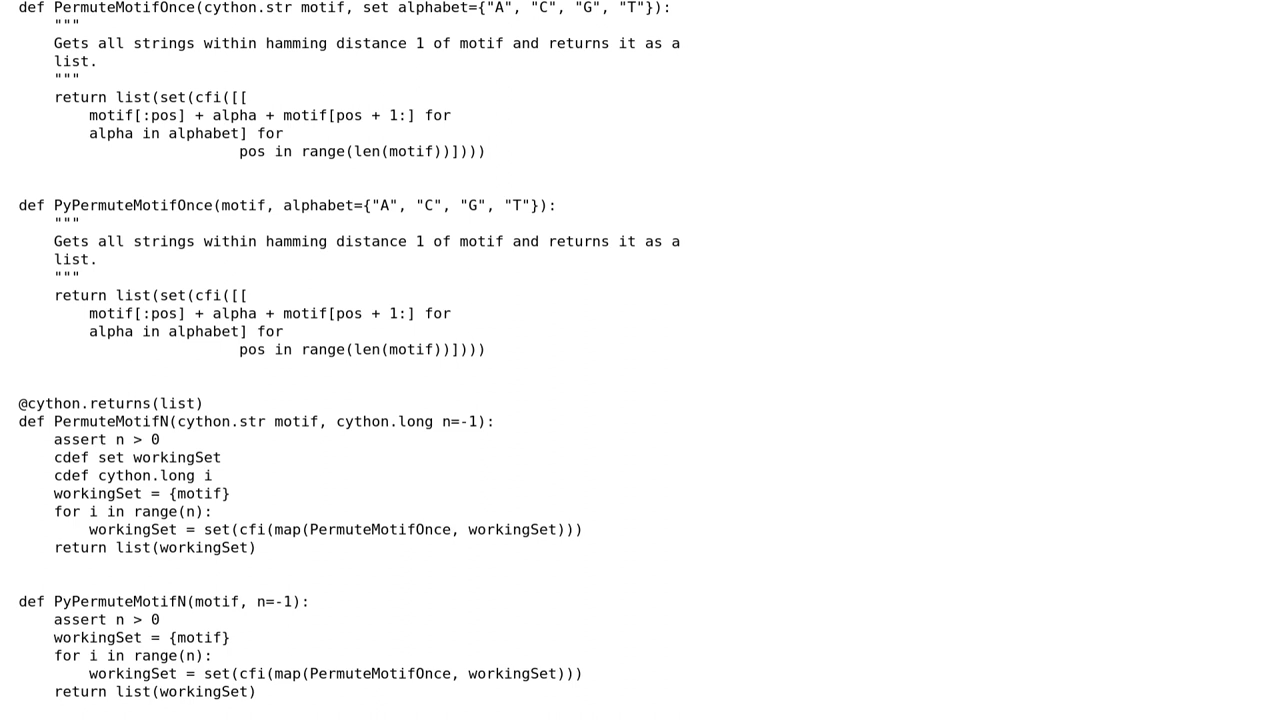 def PermuteMotifOnce(cython.str motif, set alphabet={"A", "C", "G", "T"}):
    """
    Gets all strings within hamming distance 1 of motif and returns it as a
    list.
    """
    return list(set(cfi([[
        motif[:pos] + alpha + motif[pos + 1:] for
        alpha in alphabet] for
                         pos in range(len(motif))])))


def PyPermuteMotifOnce(motif, alphabet={"A", "C", "G", "T"}):
    """
    Gets all strings within hamming distance 1 of motif and returns it as a
    list.
    """
    return list(set(cfi([[
        motif[:pos] + alpha + motif[pos + 1:] for
        alpha in alphabet] for
                         pos in range(len(motif))])))


@cython.returns(list)
def PermuteMotifN(cython.str motif, cython.long n=-1):
    assert n > 0
    cdef set workingSet
    cdef cython.long i
    workingSet = {motif}
    for i in range(n):
        workingSet = set(cfi(map(PermuteMotifOnce, workingSet)))
    return list(workingSet)


def PyPermuteMotifN(motif, n=-1):
    assert n > 0
    workingSet = {motif}
    for i in range(n):
        workingSet = set(cfi(map(PermuteMotifOnce, workingSet)))
    return list(workingSet)